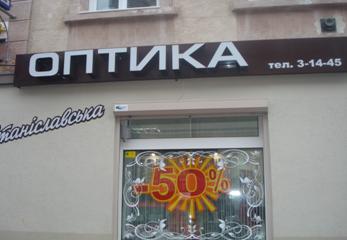 ОПТИКА
тел. 3-14-45
Станіславська
-50%